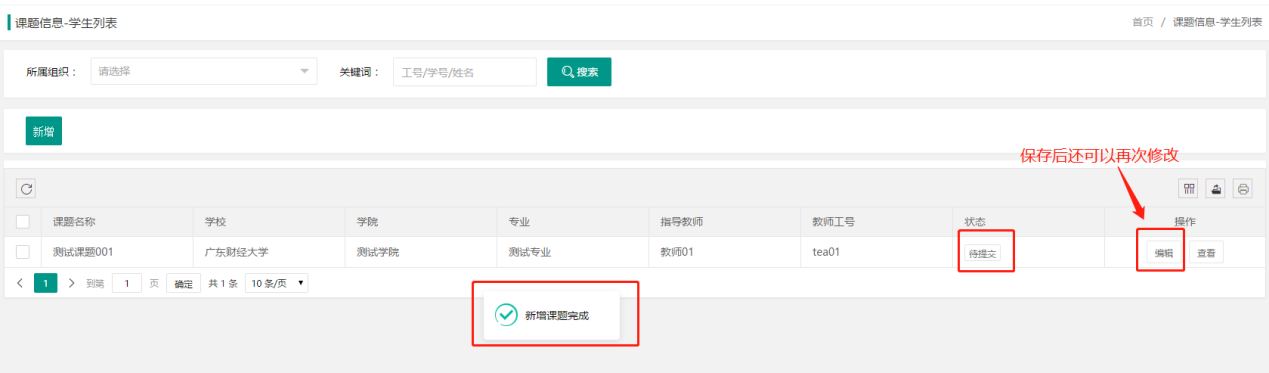 课题信息-学生列表
首页 / 课题信息-学生列表
所属组织： 请选择 关键词： 工号/学号/姓名 搜索
新增
保存后还可以再次修改
课题名称 学校 学院 专业 指导教师 教师工号 状态 操作
测试课题001 广东财经大学 测试学院 测试专业 教师01 tea01 待提交 编辑 查看
< 1 > 到第 1 页 确定 共 1 条 10 条/页
新增课题完成